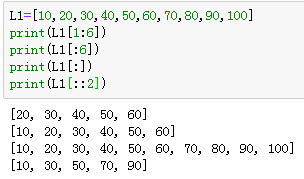 L1=[10,20,30,40,50,60,70,80,90,100]
print(L1[1:6])
print(L1[:6])
print(L1[:])
print(L1[::2])
[20, 30, 40, 50, 60]
[10, 20, 30, 40, 50, 60]
[10, 20, 30, 40, 50, 60, 70, 80, 90, 100]
[10, 30, 50, 70, 90]